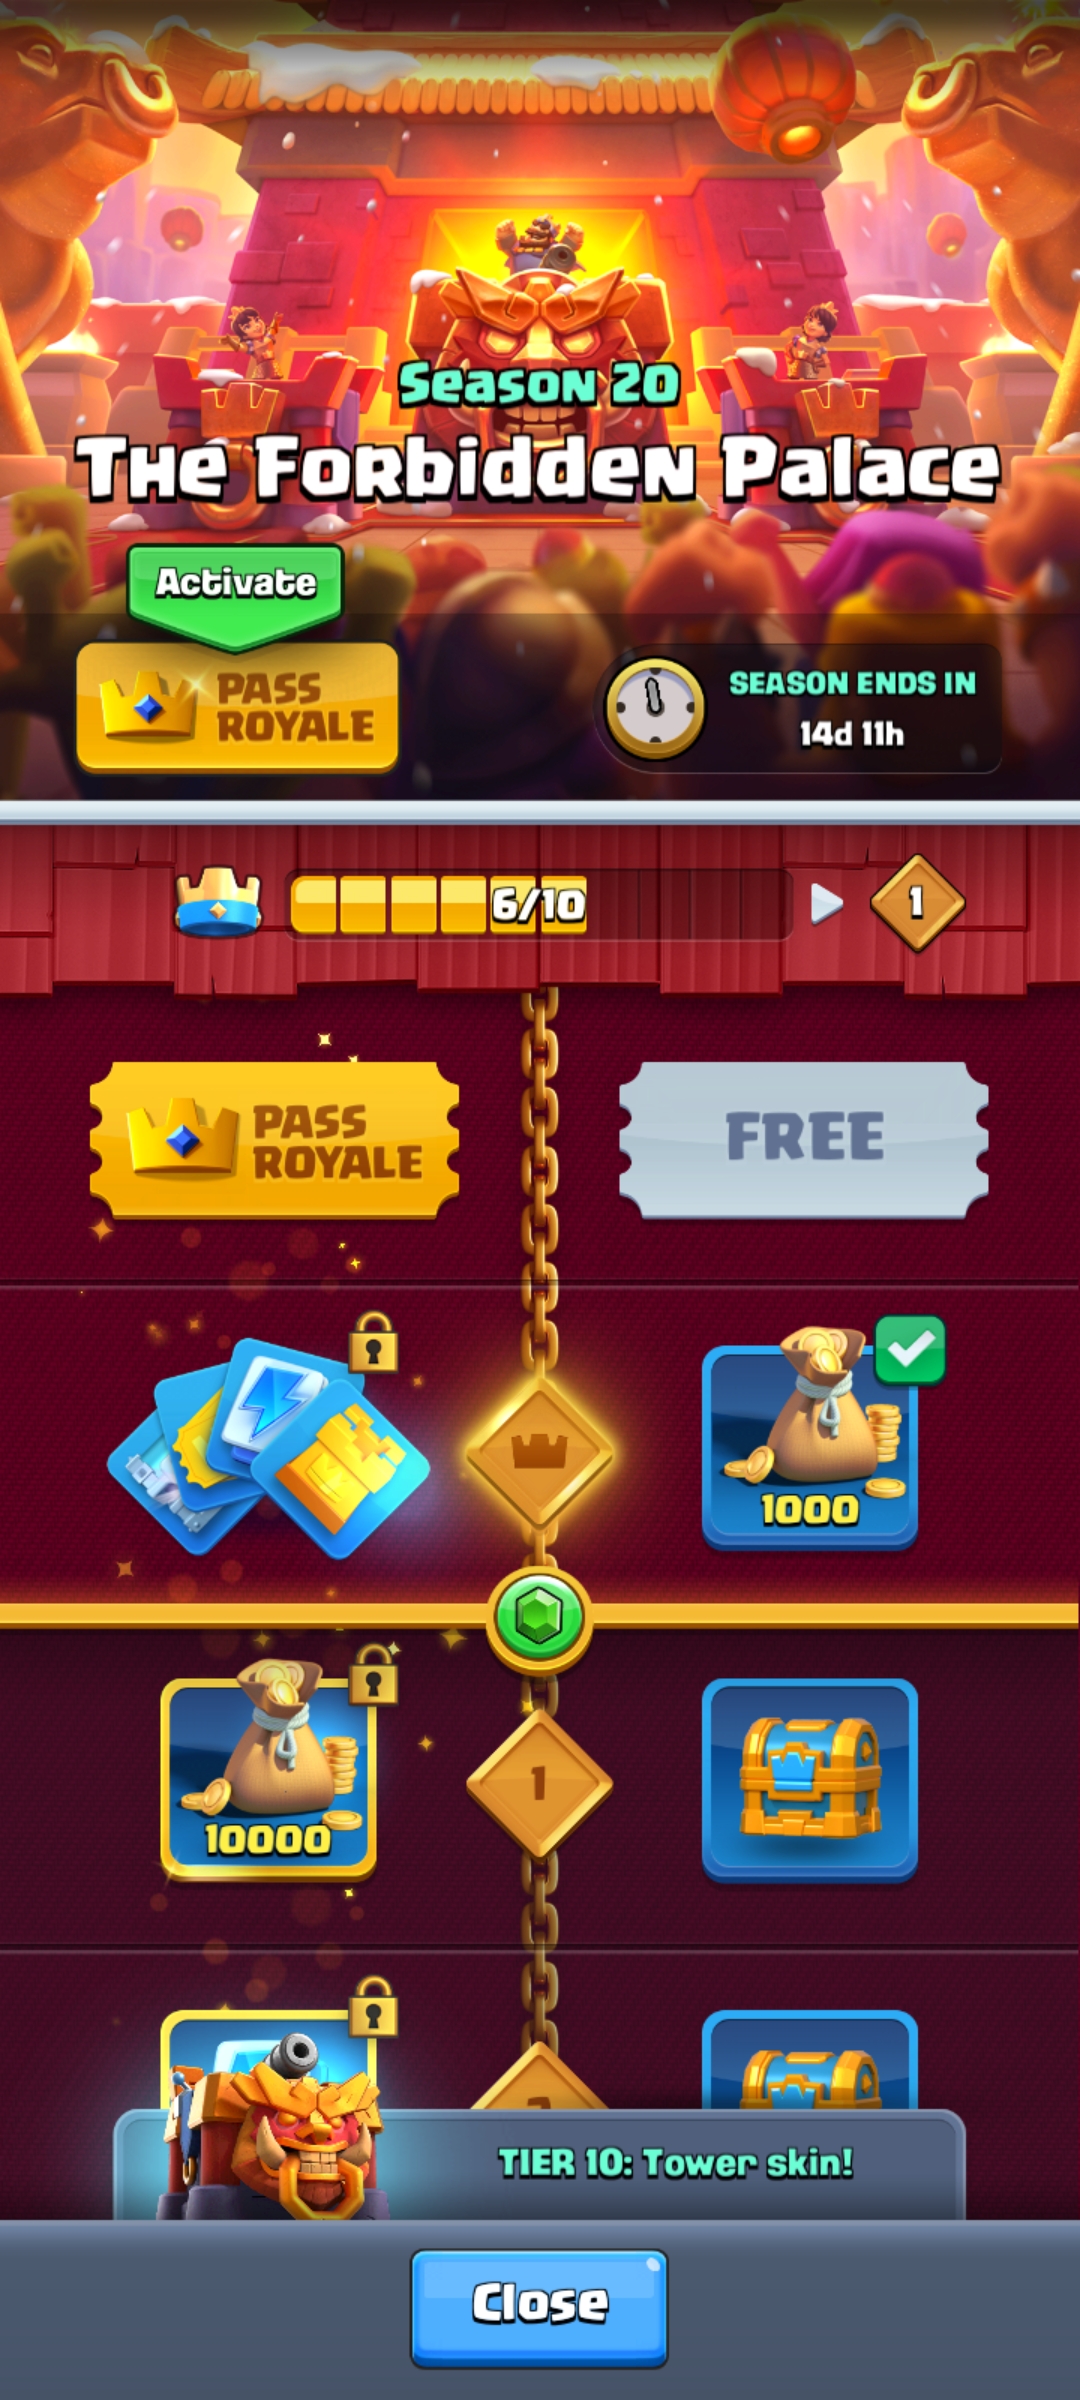 Season 20
The Forbidden Palace
Activate
PASS
ROYALE
SEASON ENDS IN
14d 11h
6/10
1
PASS
ROYALE
FREE
1000
10000
1
TIER 10: Tower skin!
Close